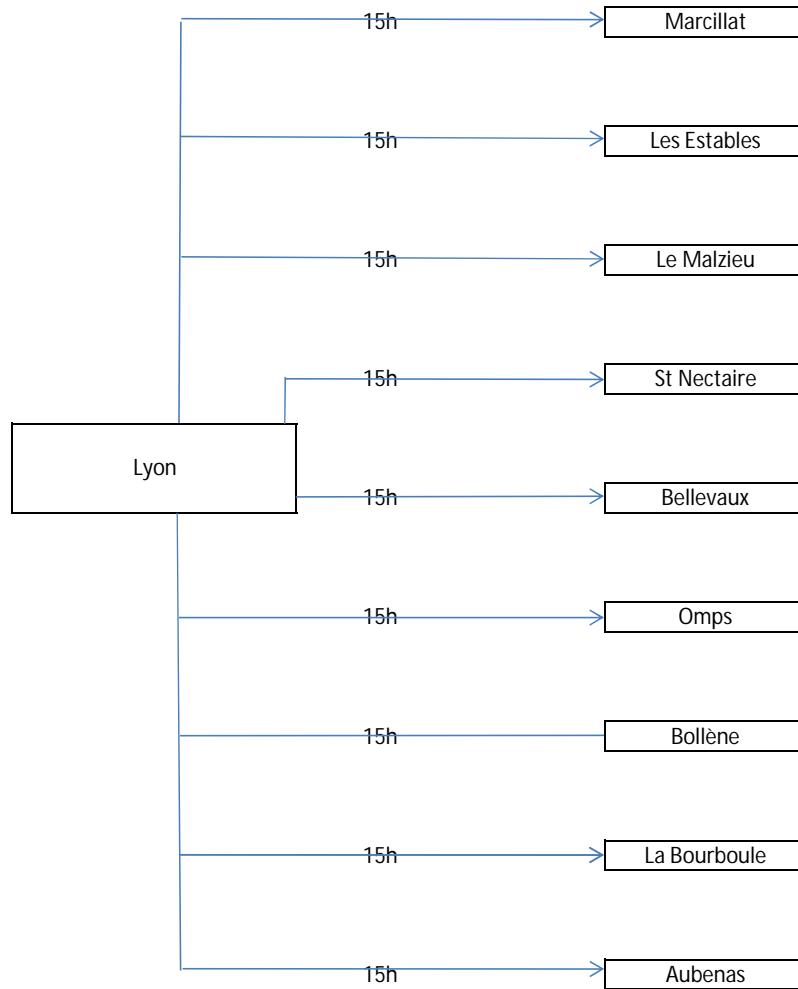 15h Marcillat
15h Les Estables
15h Le Malzieu
15h St Nectaire
Lyon
15h Bellevaux
15h Omps
15h Bollène
15h La Bourboule
15h Aubenas